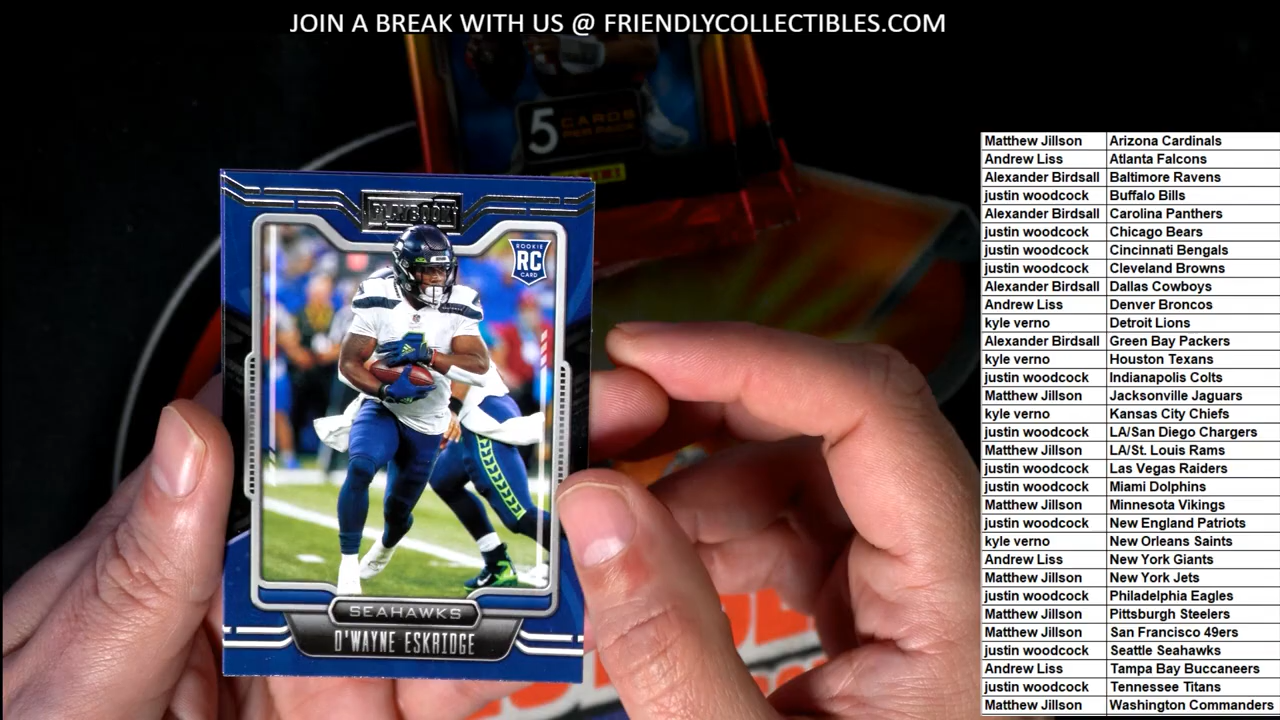 JOIN A BREAK WITH US @ FRIENDLYCOLLECTIBLES.COM
5 CARDS
PER PACK
PANINI
PLAYBOOK
ROOKIE
RC
CARD
SEAHAWKS
D'WAYNE ESKRIDGE
Matthew Jillson Arizona Cardinals
Andrew Liss Atlanta Falcons
Alexander Birdsall Baltimore Ravens
justin woodcock Buffalo Bills
Alexander Birdsall Carolina Panthers
justin woodcock Chicago Bears
justin woodcock Cincinnati Bengals
justin woodcock Cleveland Browns
Alexander Birdsall Dallas Cowboys
Andrew Liss Denver Broncos
kyle verno Detroit Lions
Alexander Birdsall Green Bay Packers
kyle verno Houston Texans
justin woodcock Indianapolis Colts
Matthew Jillson Jacksonville Jaguars
kyle verno Kansas City Chiefs
justin woodcock LA/San Diego Chargers
Matthew Jillson LA/St. Louis Rams
justin woodcock Las Vegas Raiders
justin woodcock Miami Dolphins
Matthew Jillson Minnesota Vikings
justin woodcock New England Patriots
kyle verno New Orleans Saints
Andrew Liss New York Giants
Matthew Jillson New York Jets
justin woodcock Philadelphia Eagles
Matthew Jillson Pittsburgh Steelers
Matthew Jillson San Francisco 49ers
justin woodcock Seattle Seahawks
Andrew Liss Tampa Bay Buccaneers
justin woodcock Tennessee Titans
Matthew Jillson Washington Commanders